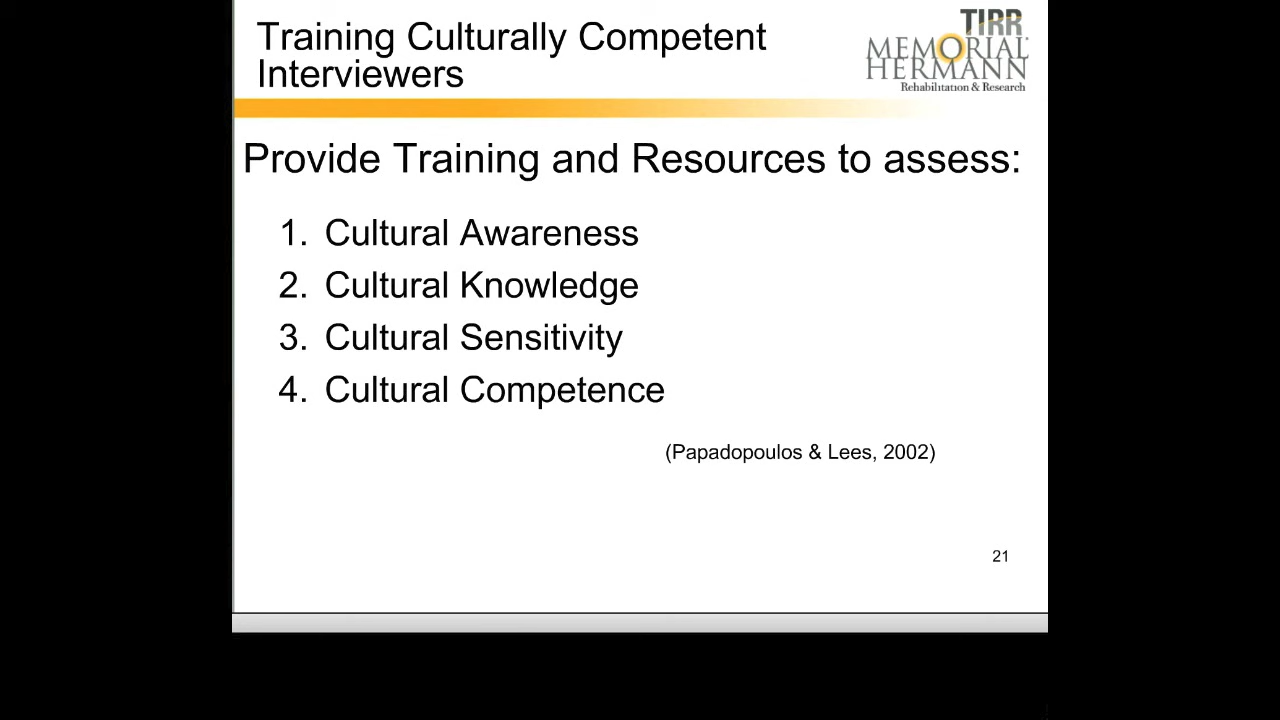 Training Culturally Competent
Interviewers
TIRR
MEMORIAL
HERMANN
Rehabilitation & Research
Provide Training and Resources to assess:
1. Cultural Awareness
2. Cultural Knowledge
3. Cultural Sensitivity
4. Cultural Competence
(Papadopoulos & Lees, 2002)
21